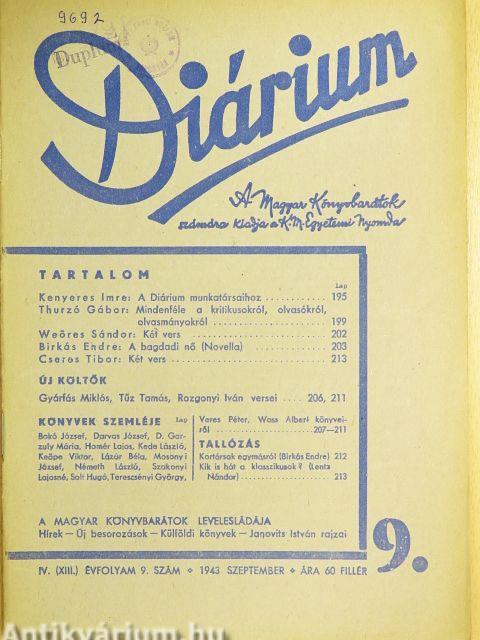 9692
Duplum
Diárium
A Magyar Könyvbarátok
számára kiadja a K. M. Egyetemi Nyomda
TARTALOM
Lap
Kenyeres Imre: A Diárium munkatársaihoz ........... 195
Thurzó Gábor: Mindenféle a kritikusokról, olvasókról,
olvasmányokról ........... 199
Weöres Sándor: Két vers ........... 202
Birkás Endre: A bagdadi nő (Novella) ........... 203
Cseres Tibor: Két vers ........... 213
ÚJ KÖLTŐK
Gyárfás Miklós, Tűz Tamás, Rozgonyi Iván versei .... 206, 211
KÖNYVEK SZEMLÉJE Lap
Bakó József, Darvas József, D. Gar-
zuly Mária, Homér Lajos, Kede László,
Keőpe Viktor, Lázár Béla, Mosonyi
József, Németh László, Szakonyi
Lajosné, Solt Hugó, Terescsényi György,
Veres Péter, Wass Albert könyvei-
ről ........... 207—211
TALLÓZÁS
Kortársak egymásról (Birkás Endre) 212
Kik is hát a klasszikusok? (Lentz
Nándor) ........... 213
A MAGYAR KÖNYVBARÁTOK LEVELESLÁDÁJA
Hírek — Új besorozások — Külföldi könyvek — Janovits István rajzai
9.
IV. (XIII.) ÉVFOLYAM 9. SZÁM ◆ 1943 SZEPTEMBER ◆ ÁRA 60 FILLÉR
Antikvárium.hu